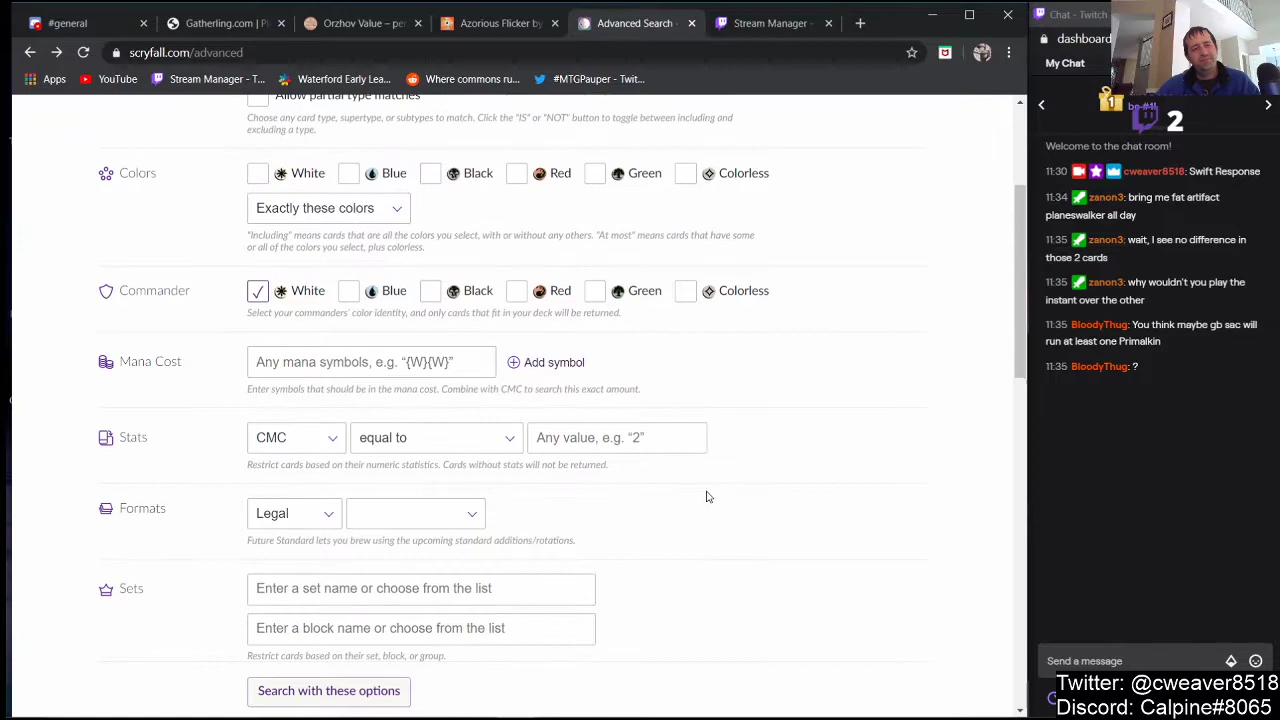 #general
Gatherling.com | Pl
Orzhov Value – pen
Azorious Flicker by
Advanced Search ·
Stream Manager - T
Chat - Twitch
scryfall.com/advanced
dashboard
Apps
YouTube
Stream Manager - T...
Waterford Early Lea...
Where commons ru...
#MTGPauper - Twit...
My Chat
Allow partial type matches
Choose any card type, supertype, or subtypes to match. Click the "IS" or "NOT" button to toggle between including and
excluding a type.
1
2
Welcome to the chat room!
11:30 cweaver8518: Swift Response
11:34 zanon3: bring me fat artifact
planeswalker all day
11:35 zanon3: wait, I see no difference in
those 2 cards
11:35 zanon3: why wouldn't you play the
instant over the other
11:35 BloodyThug: You think maybe gb sac will
run at least one Primalkin
11:35 BloodyThug: ?
Colors
White
Blue
Black
Red
Green
Colorless
Exactly these colors
"Including" means cards that are all the colors you select, with or without any others. "At most" means cards that have some
or all of the colors you select, plus colorless.
Commander
White
Blue
Black
Red
Green
Colorless
Select your commanders' color identity, and only cards that fit in your deck will be returned.
Mana Cost
Any mana symbols, e.g. “{W}{W}”
Add symbol
Enter symbols that should be in the mana cost. Combine with CMC to search this exact amount.
Stats
CMC
equal to
Any value, e.g. “2”
Restrict cards based on their numeric statistics. Cards without stats will not be returned.
Formats
Legal
Future Standard lets you brew using the upcoming standard additions/rotations.
Sets
Enter a set name or choose from the list
Enter a block name or choose from the list
Restrict cards based on their set, block, or group.
Search with these options
Send a message
Twitter: @cweaver8518
Discord: Calpine#8065